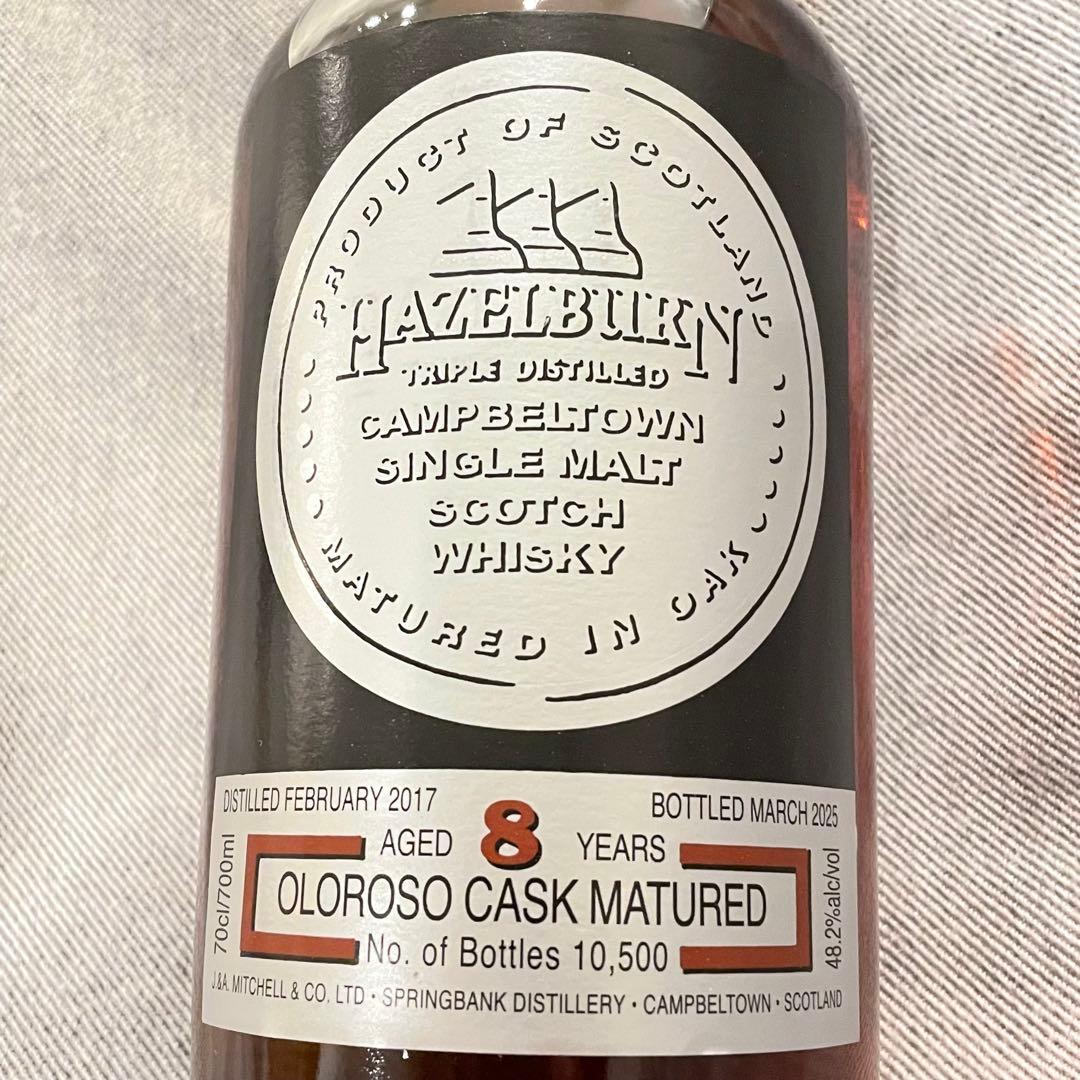 PRODUCT OF SCOTLAND
HAZELBURN
TRIPLE DISTILLED
CAMPBELTOWN
SINGLE MALT
SCOTCH
WHISKY
MATURED IN OAK
DISTILLED FEBRUARY 2017
BOTTLED MARCH 2025
AGED 8 YEARS
OLOROSO CASK MATURED
No. of Bottles 10,500
70cl/700ml
48.2%alc/vol
J.&A. MITCHELL & CO. LTD · SPRINGBANK DISTILLERY · CAMPBELTOWN · SCOTLAND